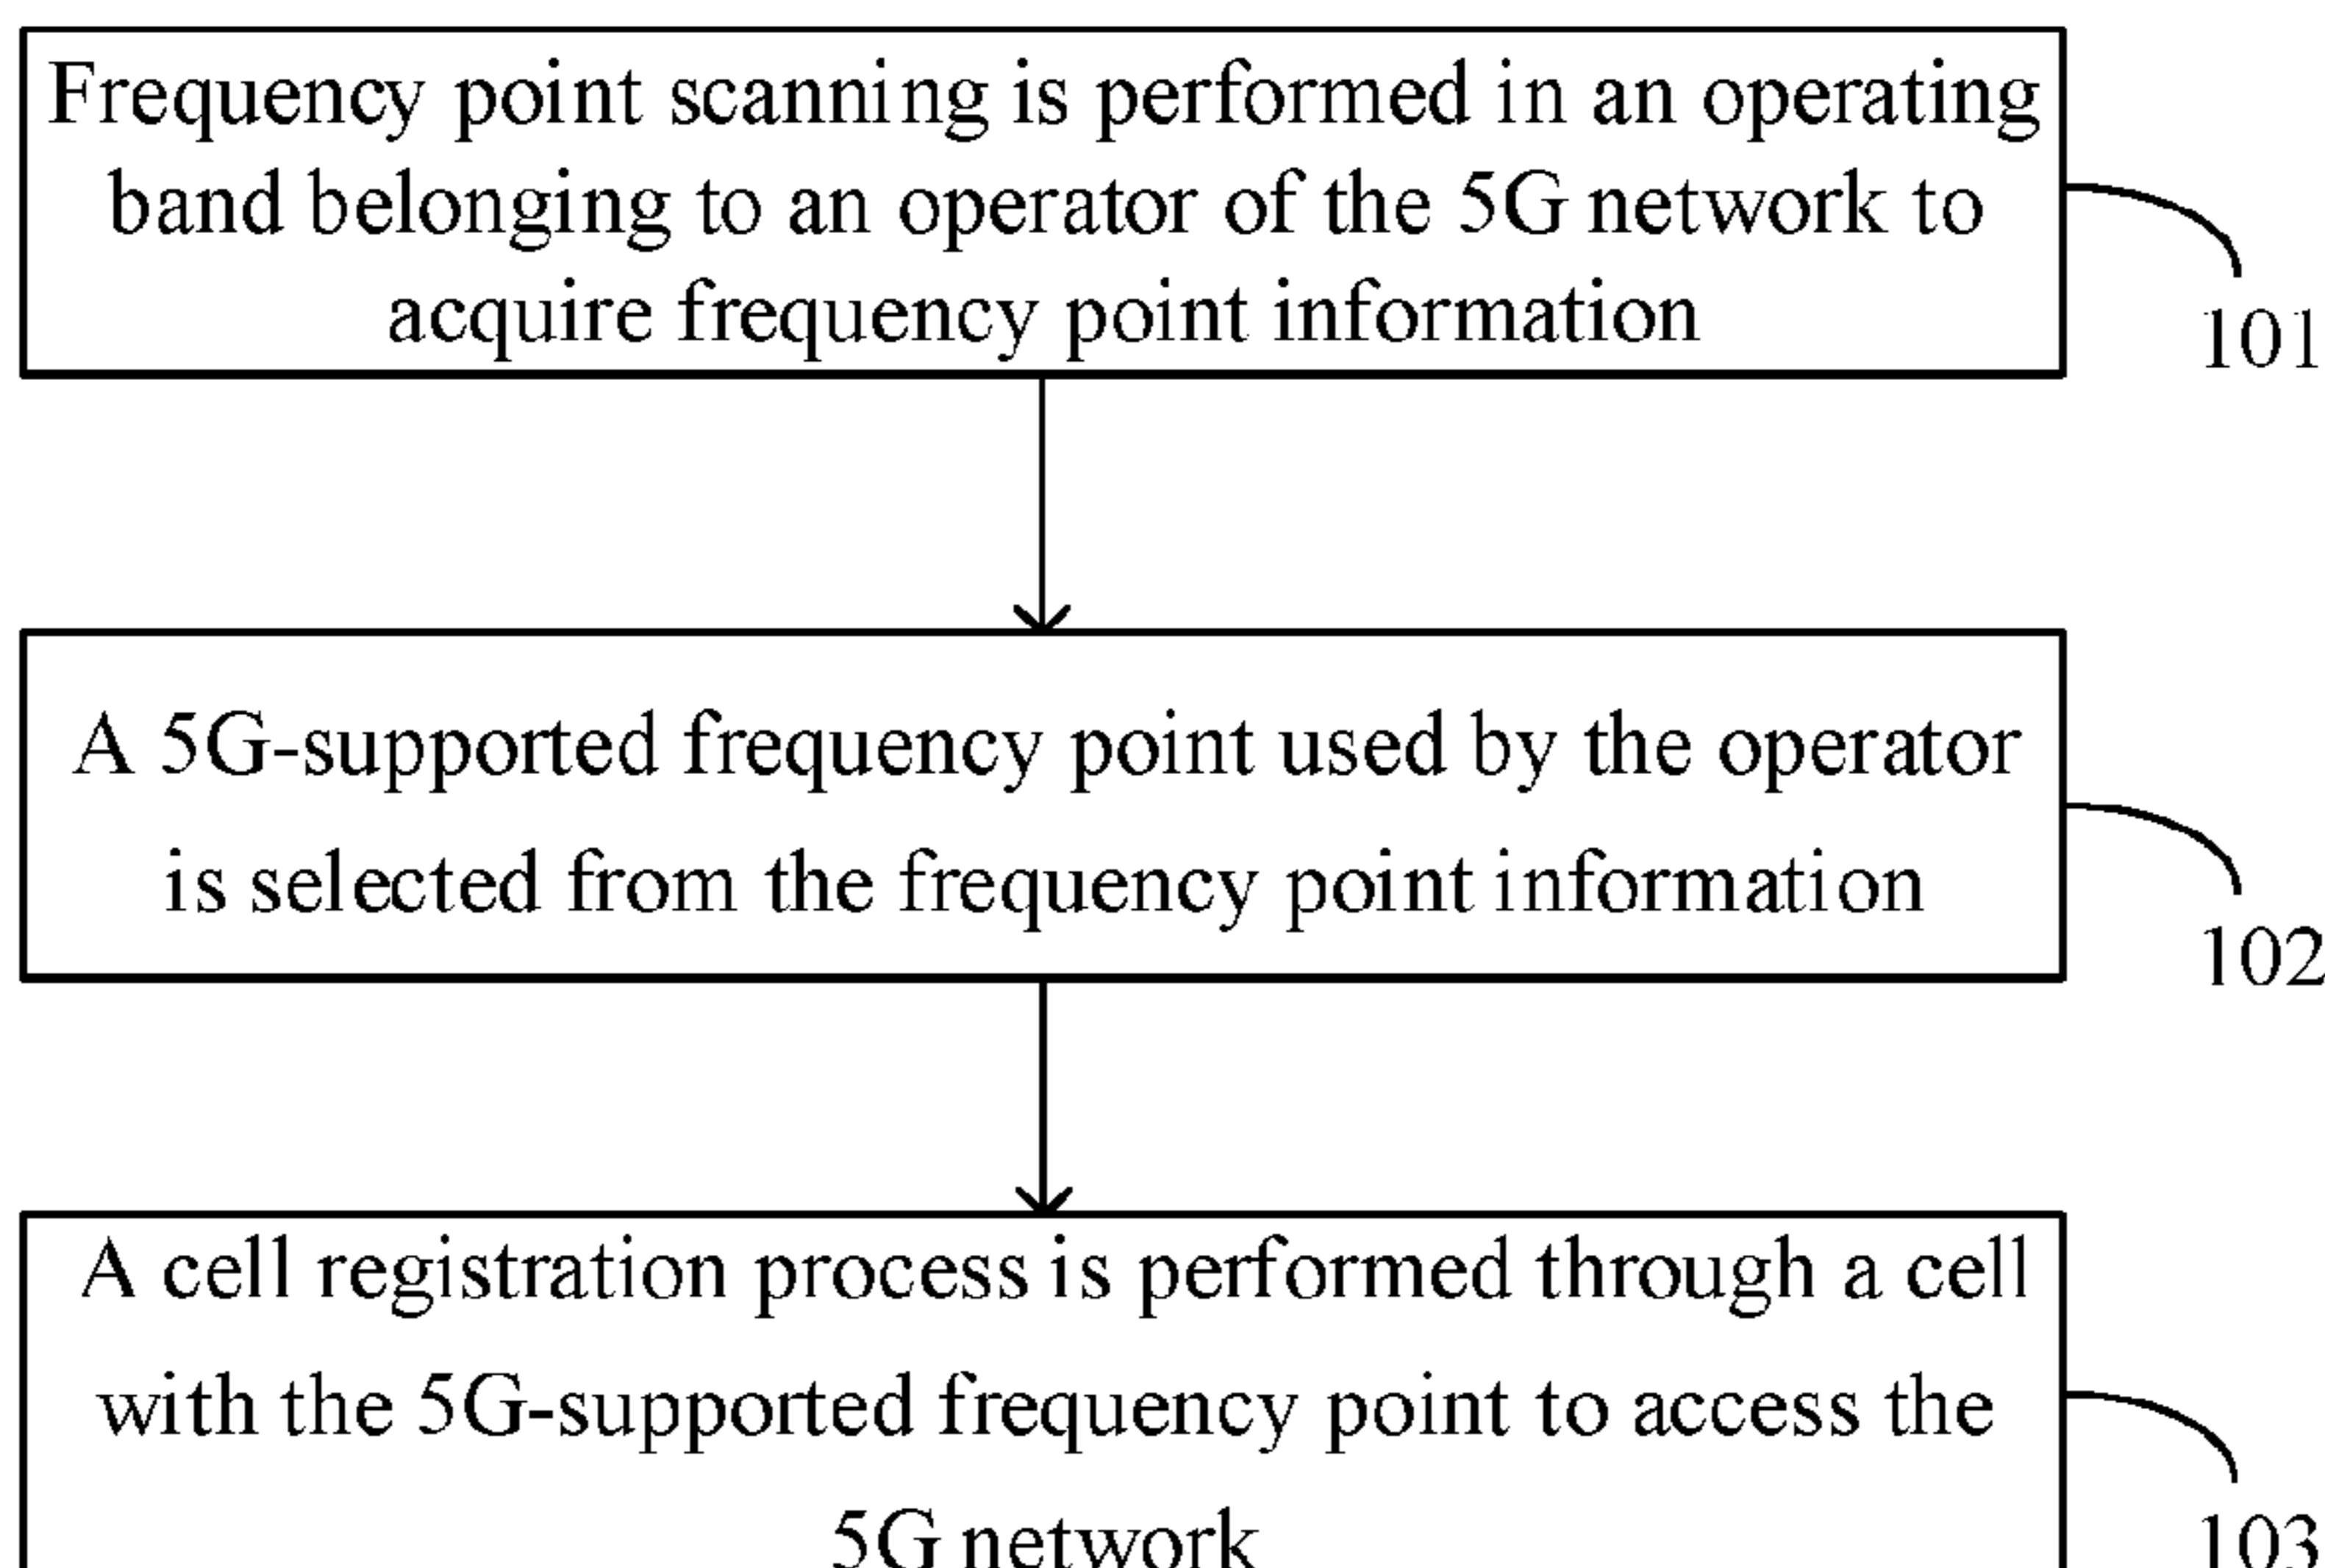 Frequency point scanning is performed in an operating
band belonging to an operator of the 5G network to
acquire frequency point information
101
A 5G-supported frequency point used by the operator
is selected from the frequency point information
102
A cell registration process is performed through a cell
with the 5G-supported frequency point to access the
5G network
103